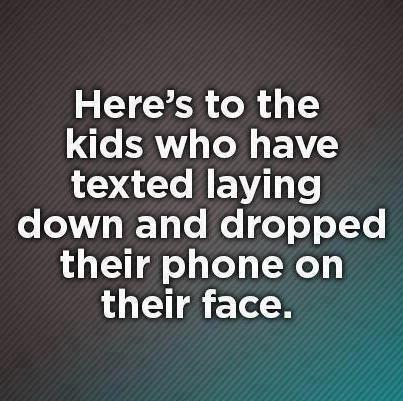 Here's to the
kids who have
texted laying
down and dropped
their phone on
their face.